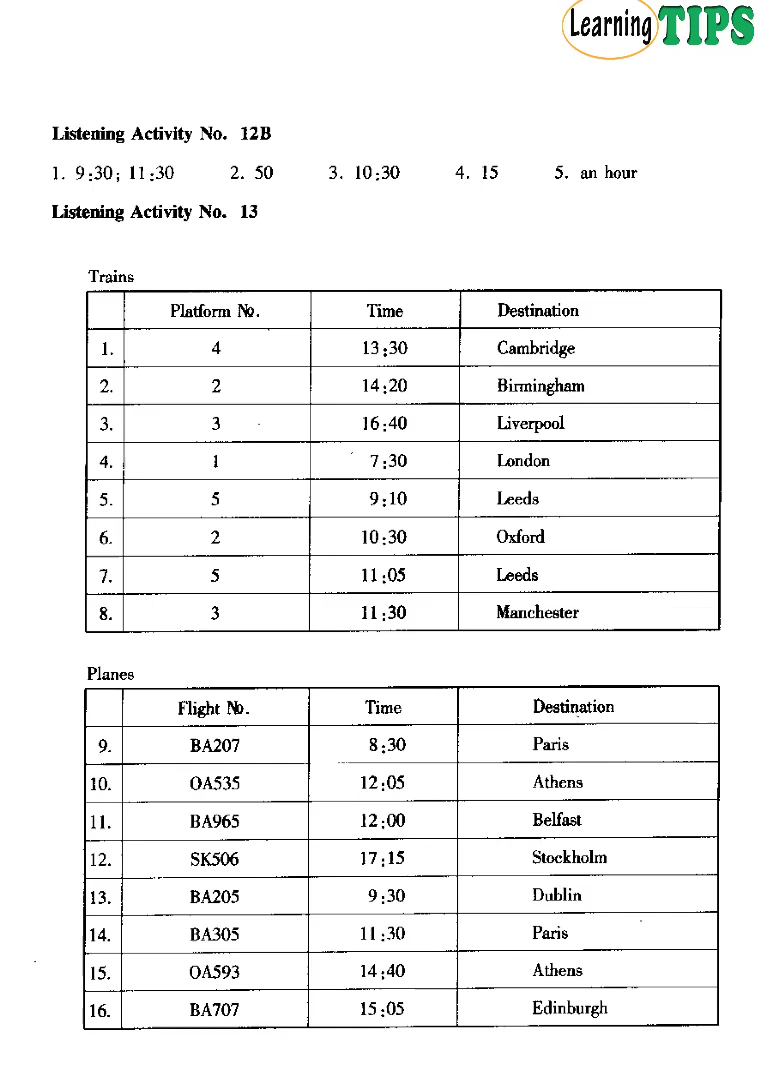 Learning TIPS
Listening Activity No. 12B
1. 9:30; 11:30 2. 50 3. 10:30 4. 15 5. an hour
Listening Activity No. 13
Trains
Platform №. Time Destination
1. 4 13:30 Cambridge
2. 2 14:20 Birmingham
3. 3 16:40 Liverpool
4. 1 7:30 London
5. 5 9:10 Leeds
6. 2 10:30 Oxford
7. 5 11:05 Leeds
8. 3 11:30 Manchester
Planes
Flight №. Time Destination
9. BA207 8:30 Paris
10. OA535 12:05 Athens
11. BA965 12:00 Belfast
12. SK506 17:15 Stockholm
13. BA205 9:30 Dublin
14. BA305 11:30 Paris
15. OA593 14:40 Athens
16. BA707 15:05 Edinburgh